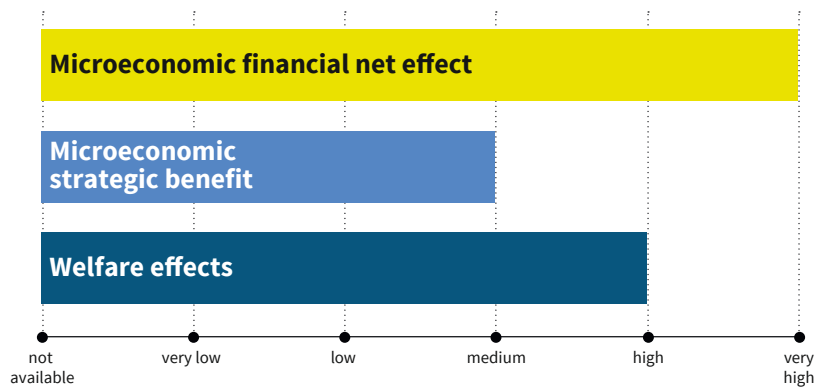 Microeconomic financial net effect
Microeconomic
strategic benefit
Welfare effects
not
available
very low
low
medium
high
very
high